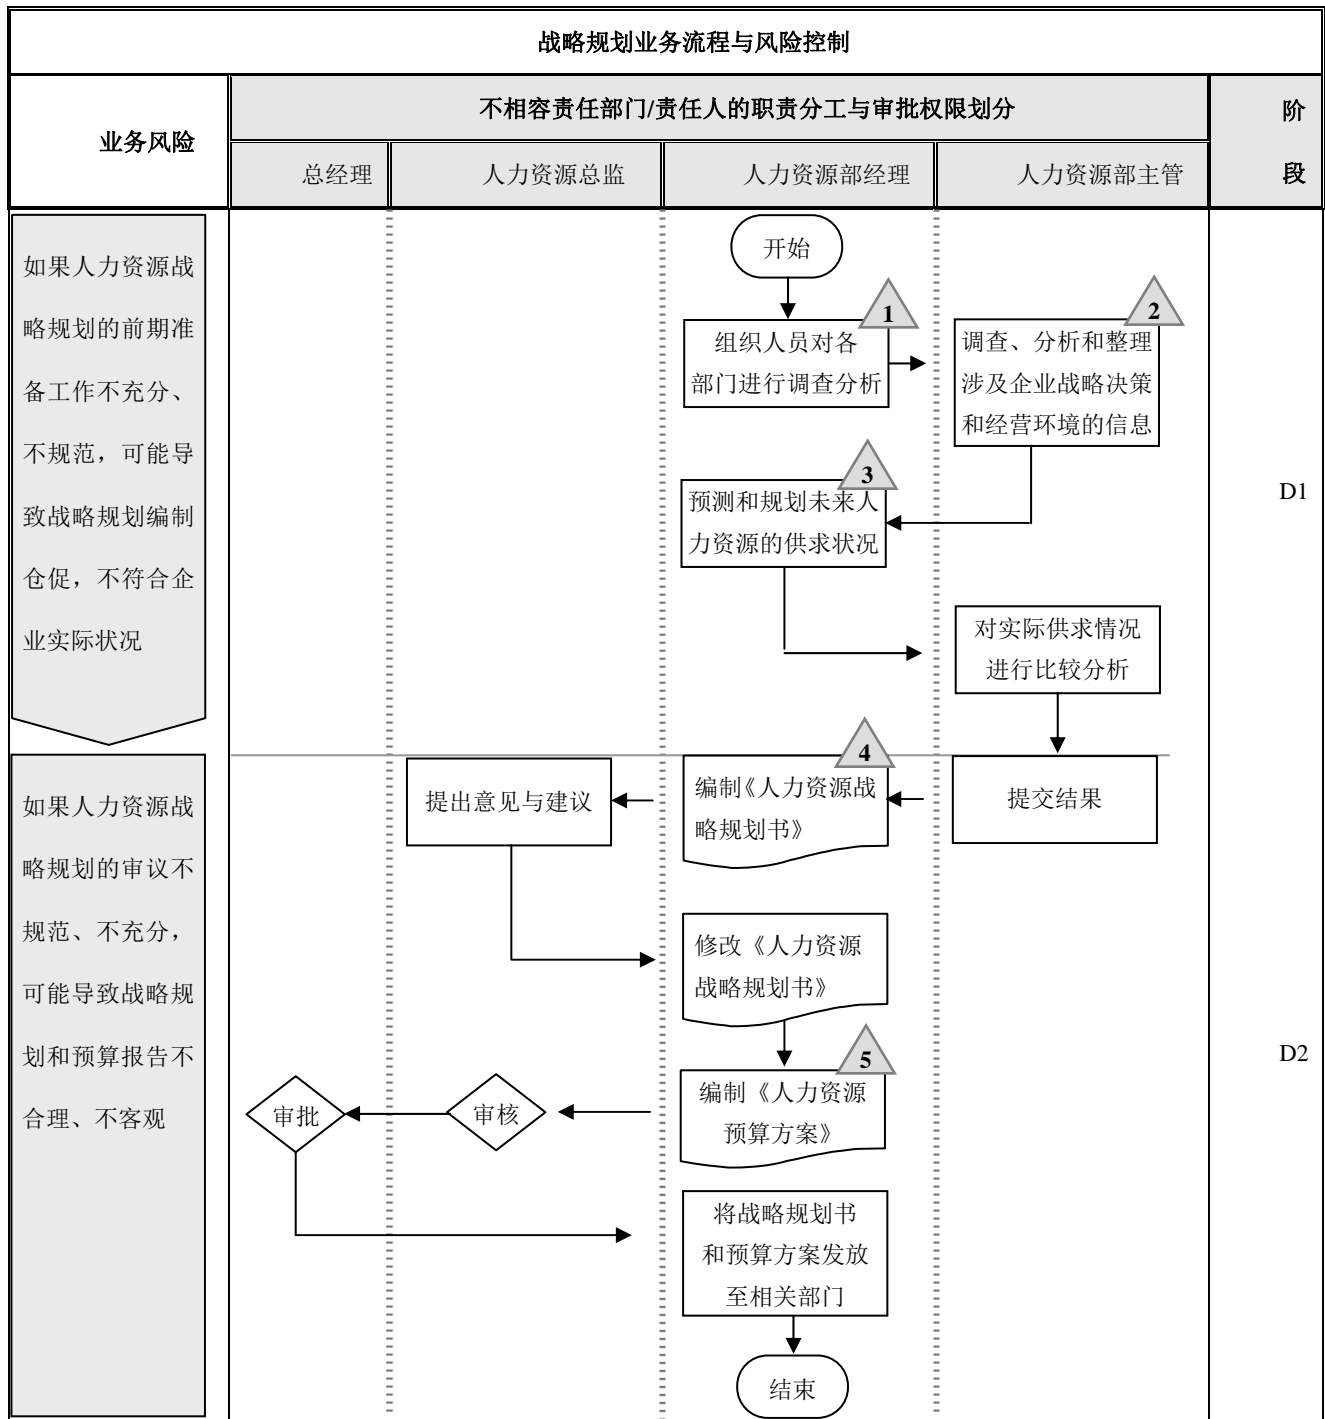 战略规划业务流程与风险控制
业务风险
不相容责任部门/责任人的职责分工与审批权限划分
阶
段
总经理
人力资源总监
人力资源部经理
人力资源部主管
如果人力资源战
略规划的前期准
备工作不充分、
不规范，可能导
致战略规划编制
仓促，不符合企
业实际状况
开始
1
组织人员对各
部门进行调查分析
2
调查、分析和整理
涉及企业战略决策
和经营环境的信息
3
预测和规划未来人
力资源的供求状况
对实际供求情况
进行比较分析
D1
如果人力资源战
略规划的审议不
规范、不充分，
可能导致战略规
划和预算报告不
合理、不客观
提出意见与建议
4
编制《人力资源战
略规划书》
提交结果
修改《人力资源
战略规划书》
5
编制《人力资源
预算方案》
审核
审批
将战略规划书
和预算方案发放
至相关部门
结束
D2